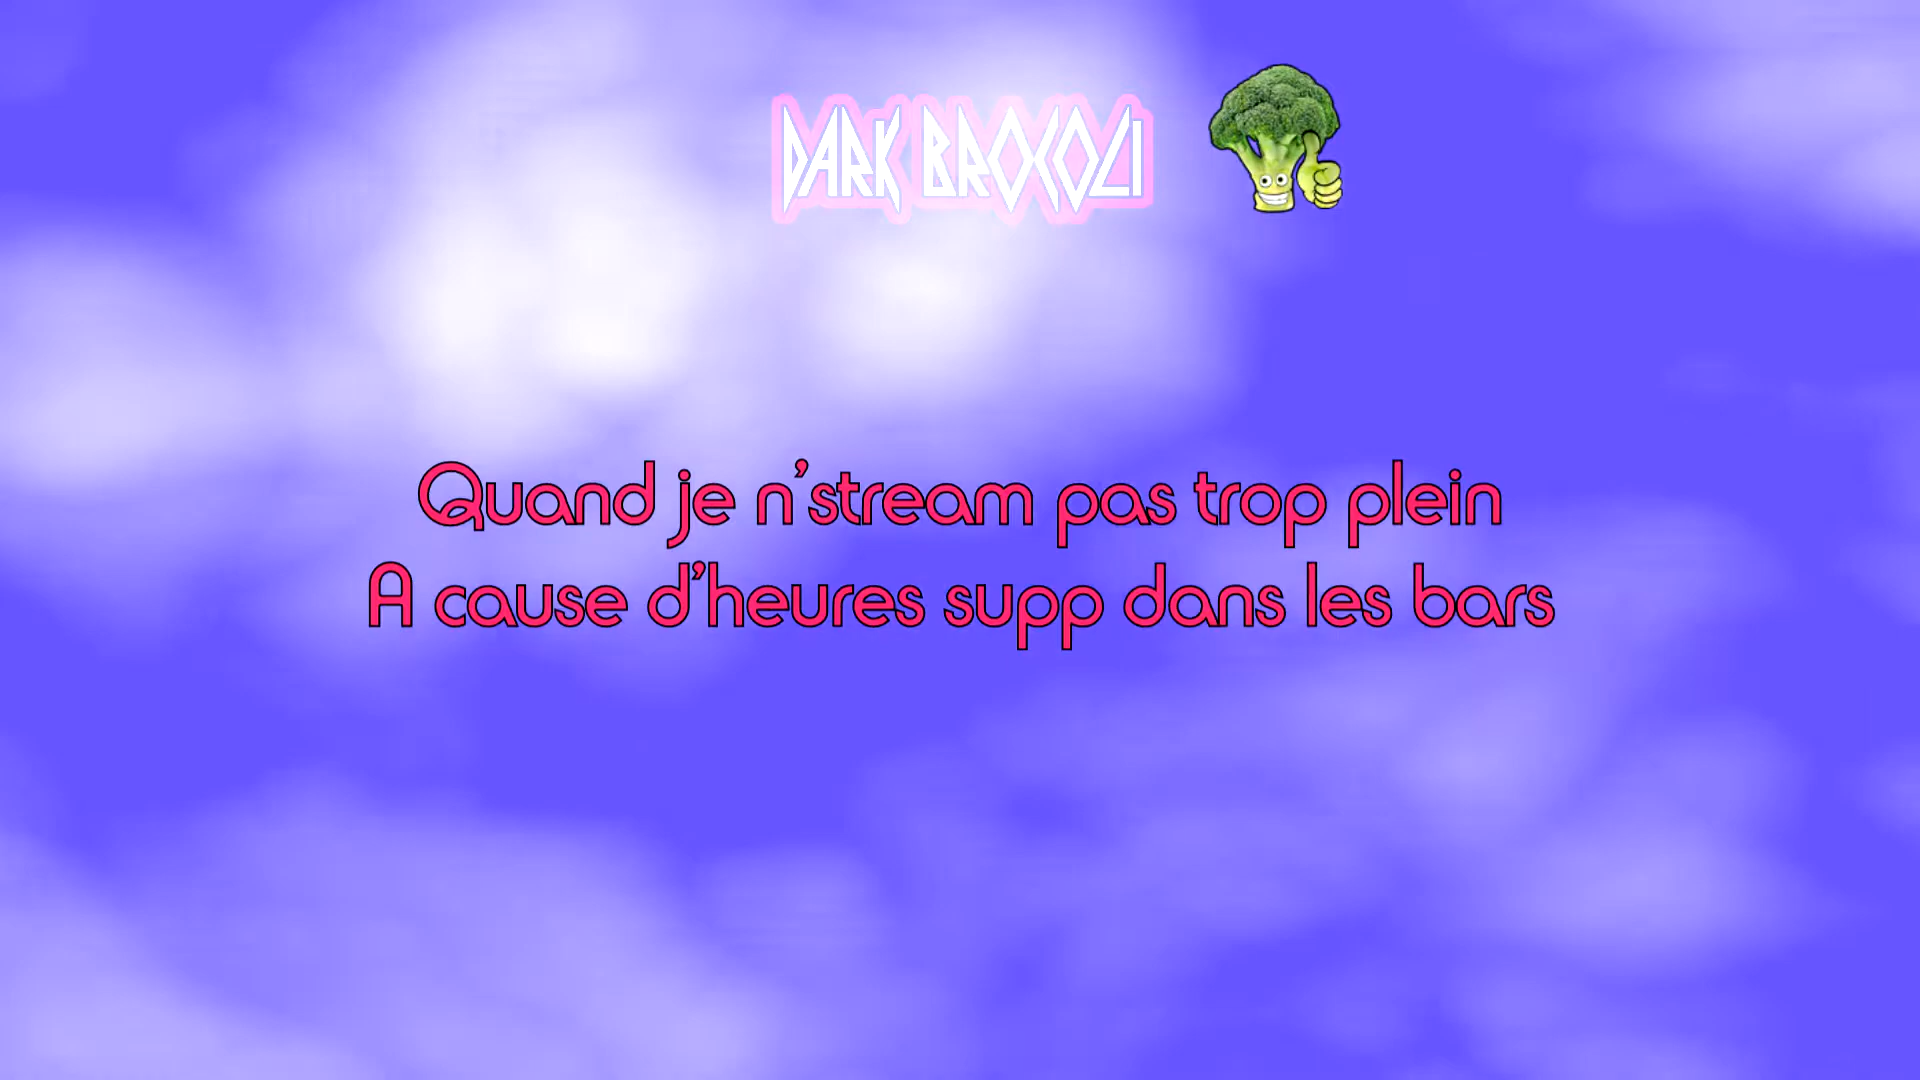 DARK BROCOLI
Quand je n'stream pas trop plein
A cause d'heures supp dans les bars